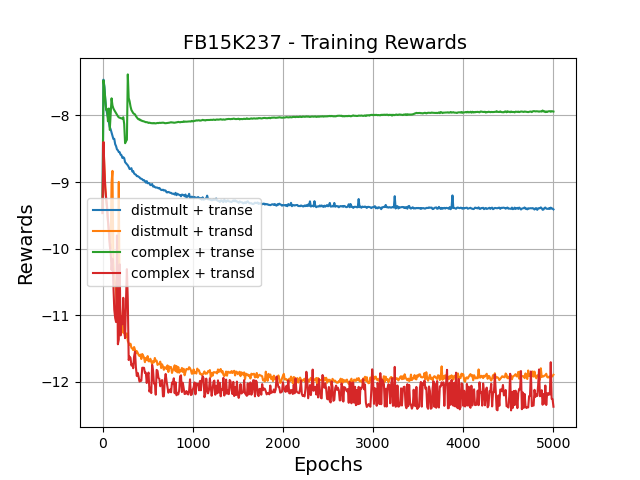 FB15K237 - Training Rewards
Rewards
−8
−9
−10
−11
−12
distmult + transe
distmult + transd
complex + transe
complex + transd
0 1000 2000 3000 4000 5000
Epochs